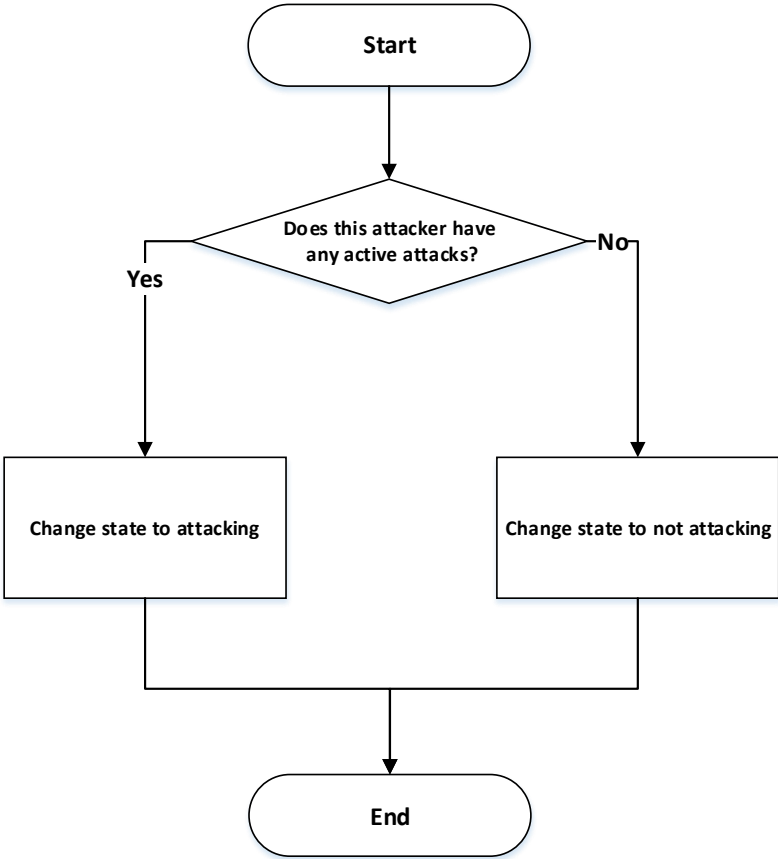 Start
Does this attacker have
any active attacks?
No
Yes
Change state to attacking
Change state to not attacking
End